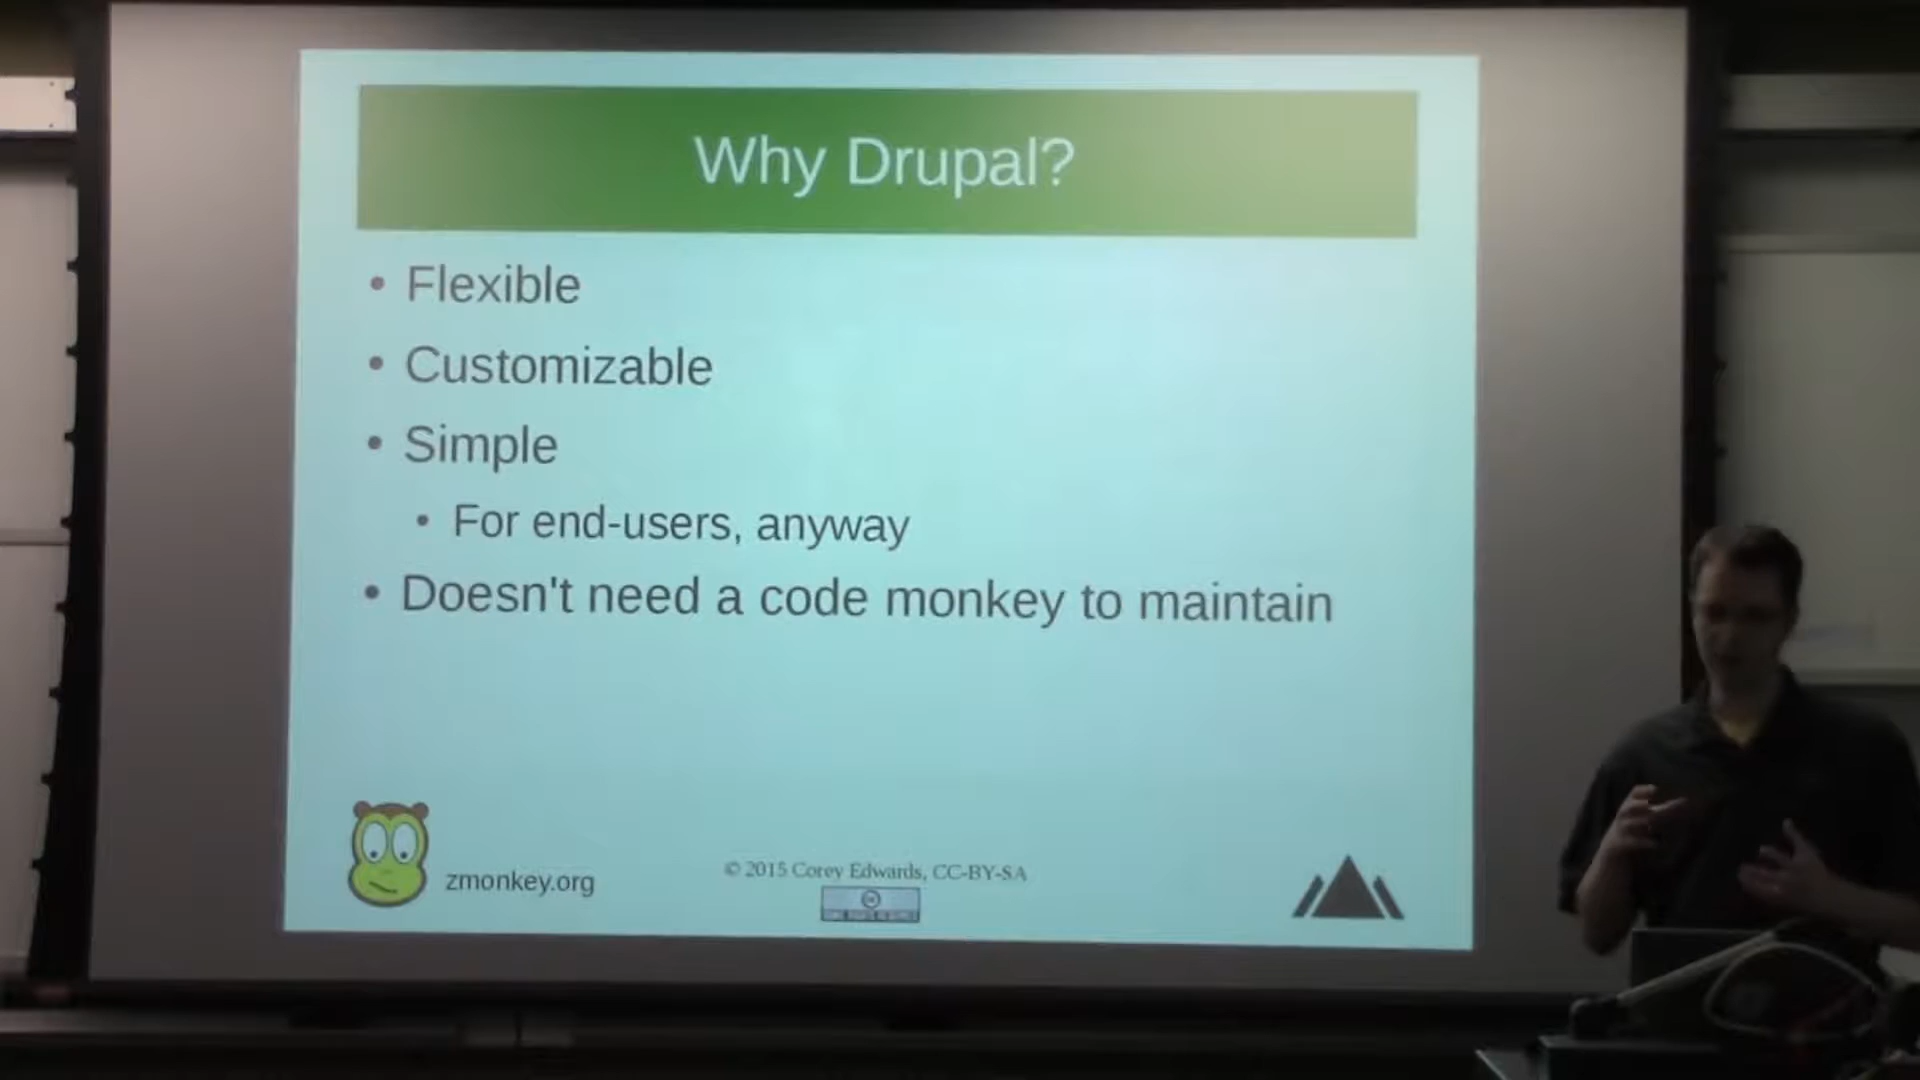 Why Drupal?
• Flexible
• Customizable
• Simple
• For end-users, anyway
• Doesn't need a code monkey to maintain
zmonkey.org
© 2015 Corey Edwards, CC-BY-SA